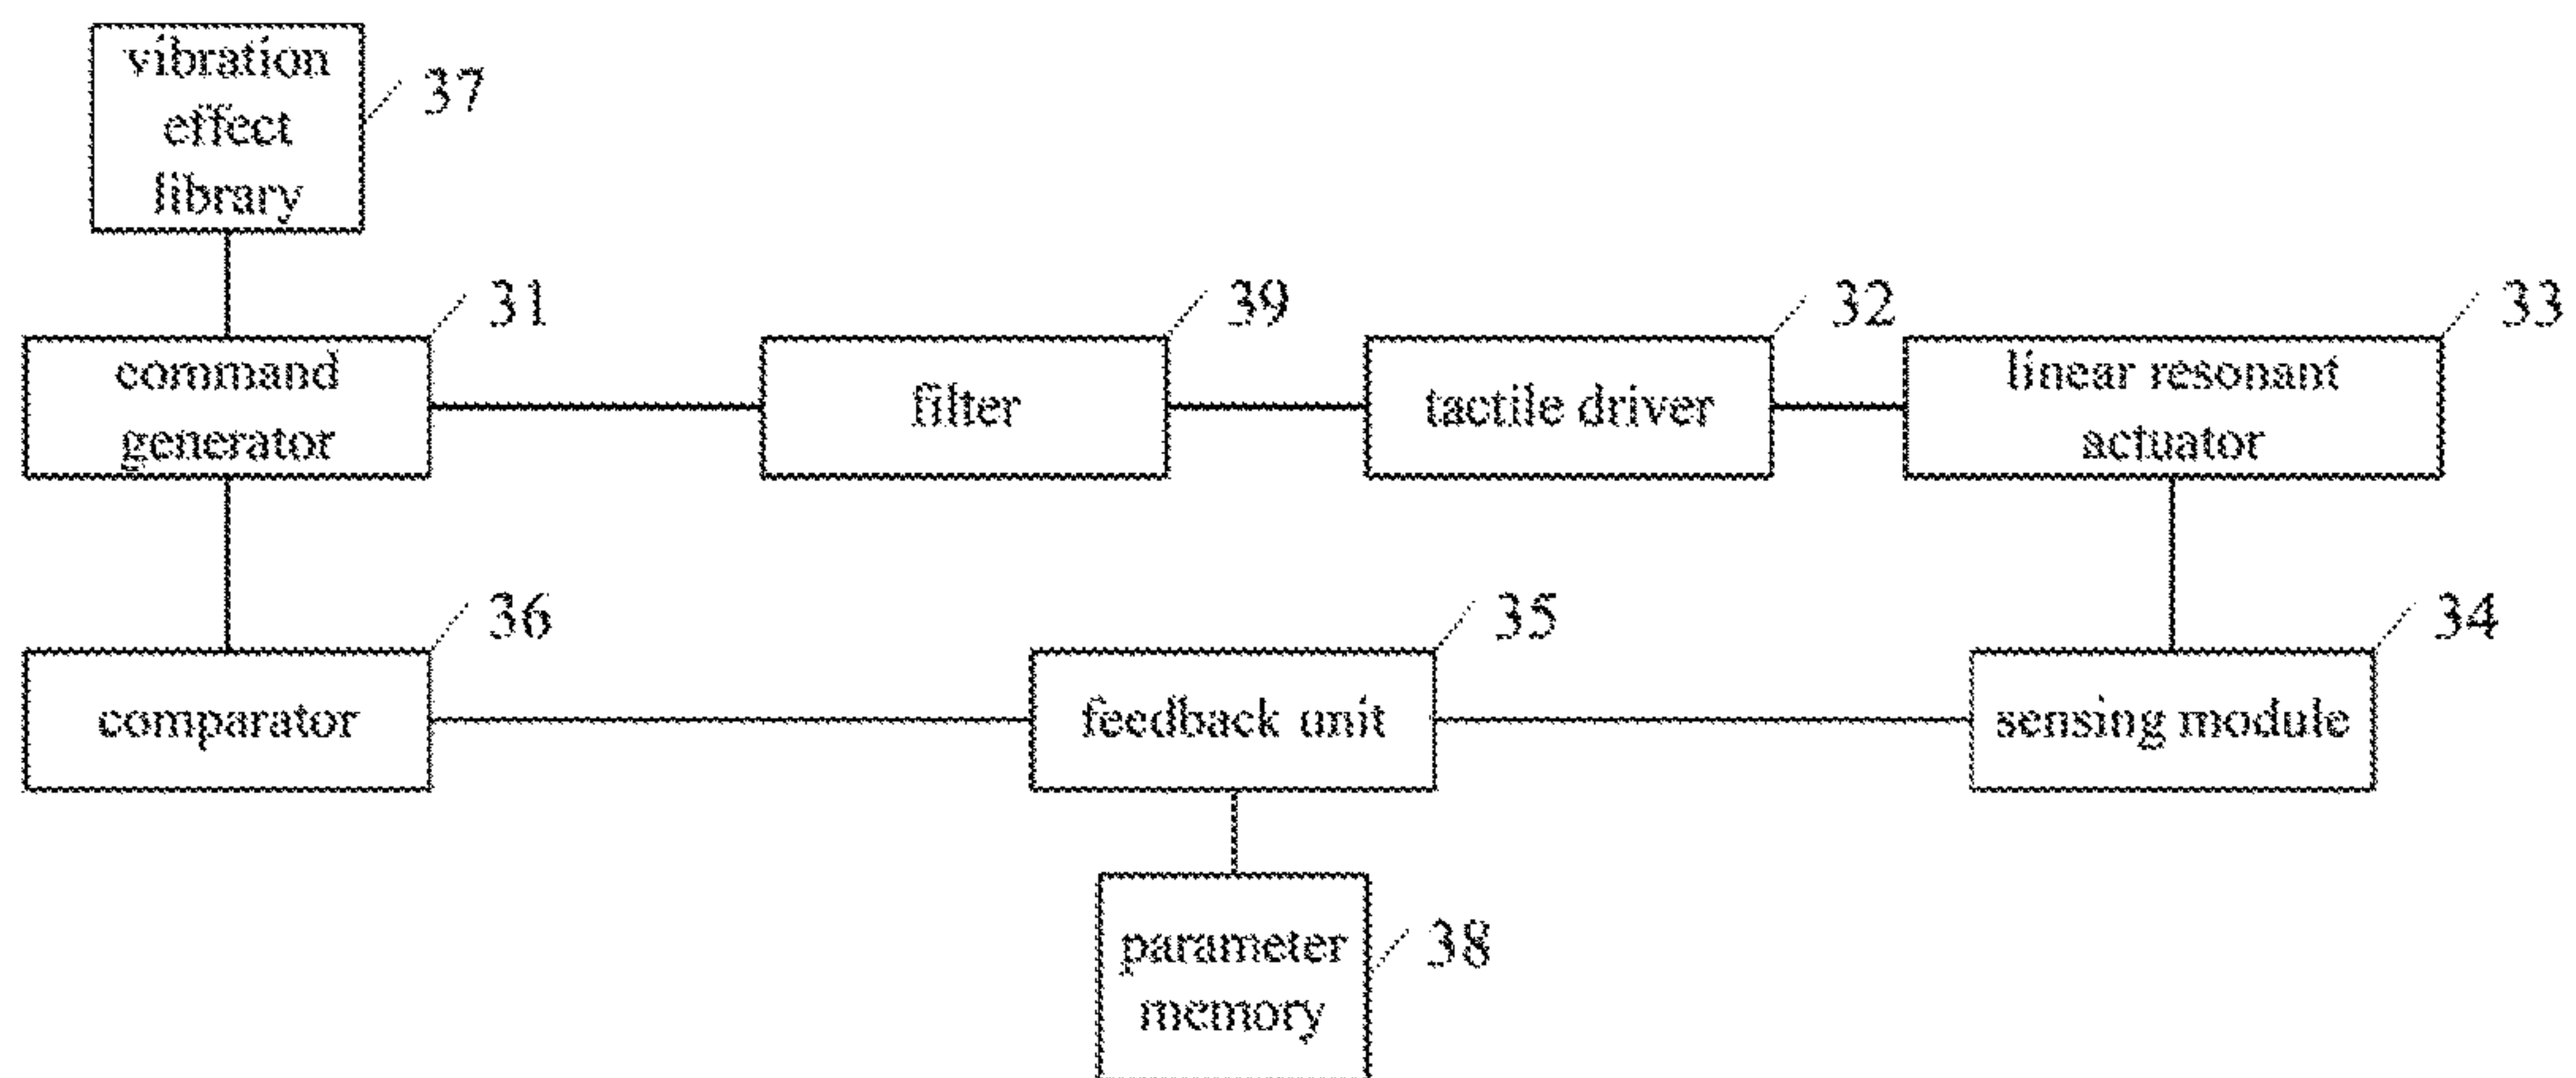 vibration
effect
library
37
31
39
32
33
command
generator
filter
tactile driver
linear resonant
actuator
36
35
34
comparator
feedback unit
sensing module
parameter
memory
38